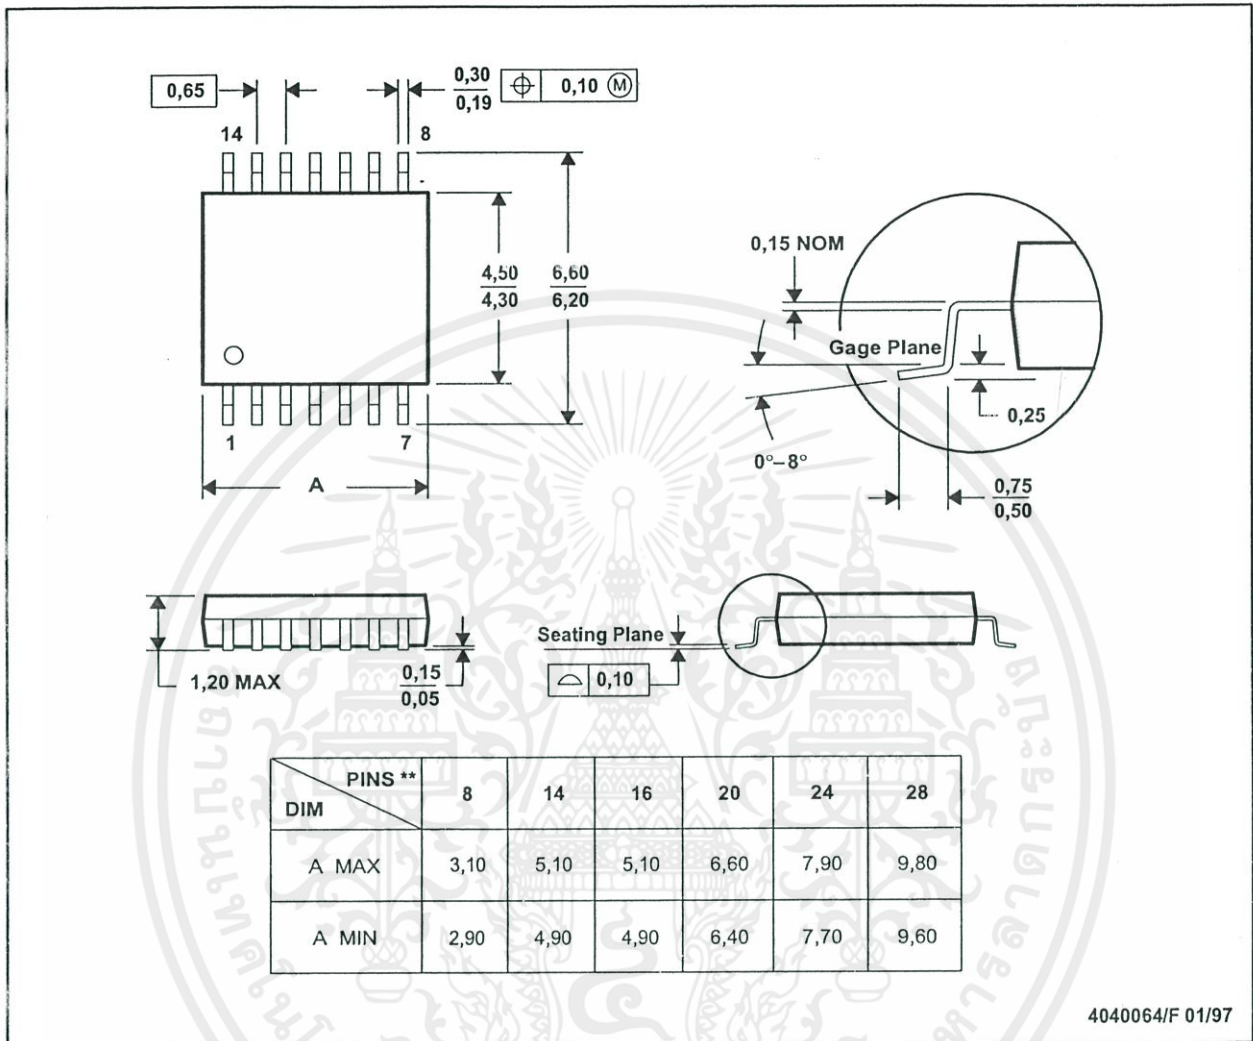 0,65
0,30
0,19
0,10 M
14
8
4,50
4,30
6,60
6,20
1
7
A
0,15 NOM
Gage Plane
0,25
0°–8°
0,75
0,50
1,20 MAX
0,15
0,05
Seating Plane
0,10
PINS **
DIM
8 14 16 20 24 28
A MAX 3,10 5,10 5,10 6,60 7,90 9,80
A MIN 2,90 4,90 4,90 6,40 7,70 9,60
4040064/F 01/97